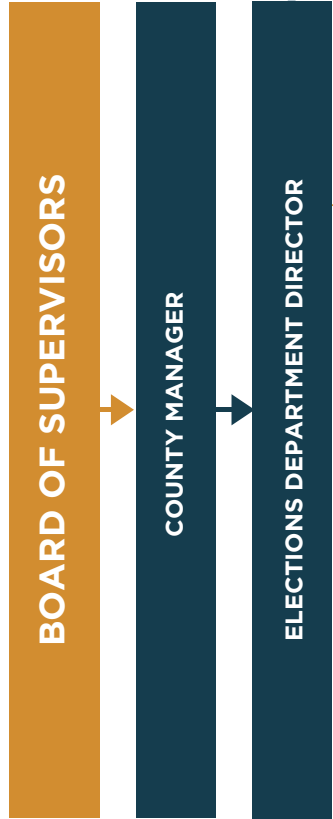 BOARD OF SUPERVISORS
COUNTY MANAGER
ELECTIONS DEPARTMENT DIRECTOR